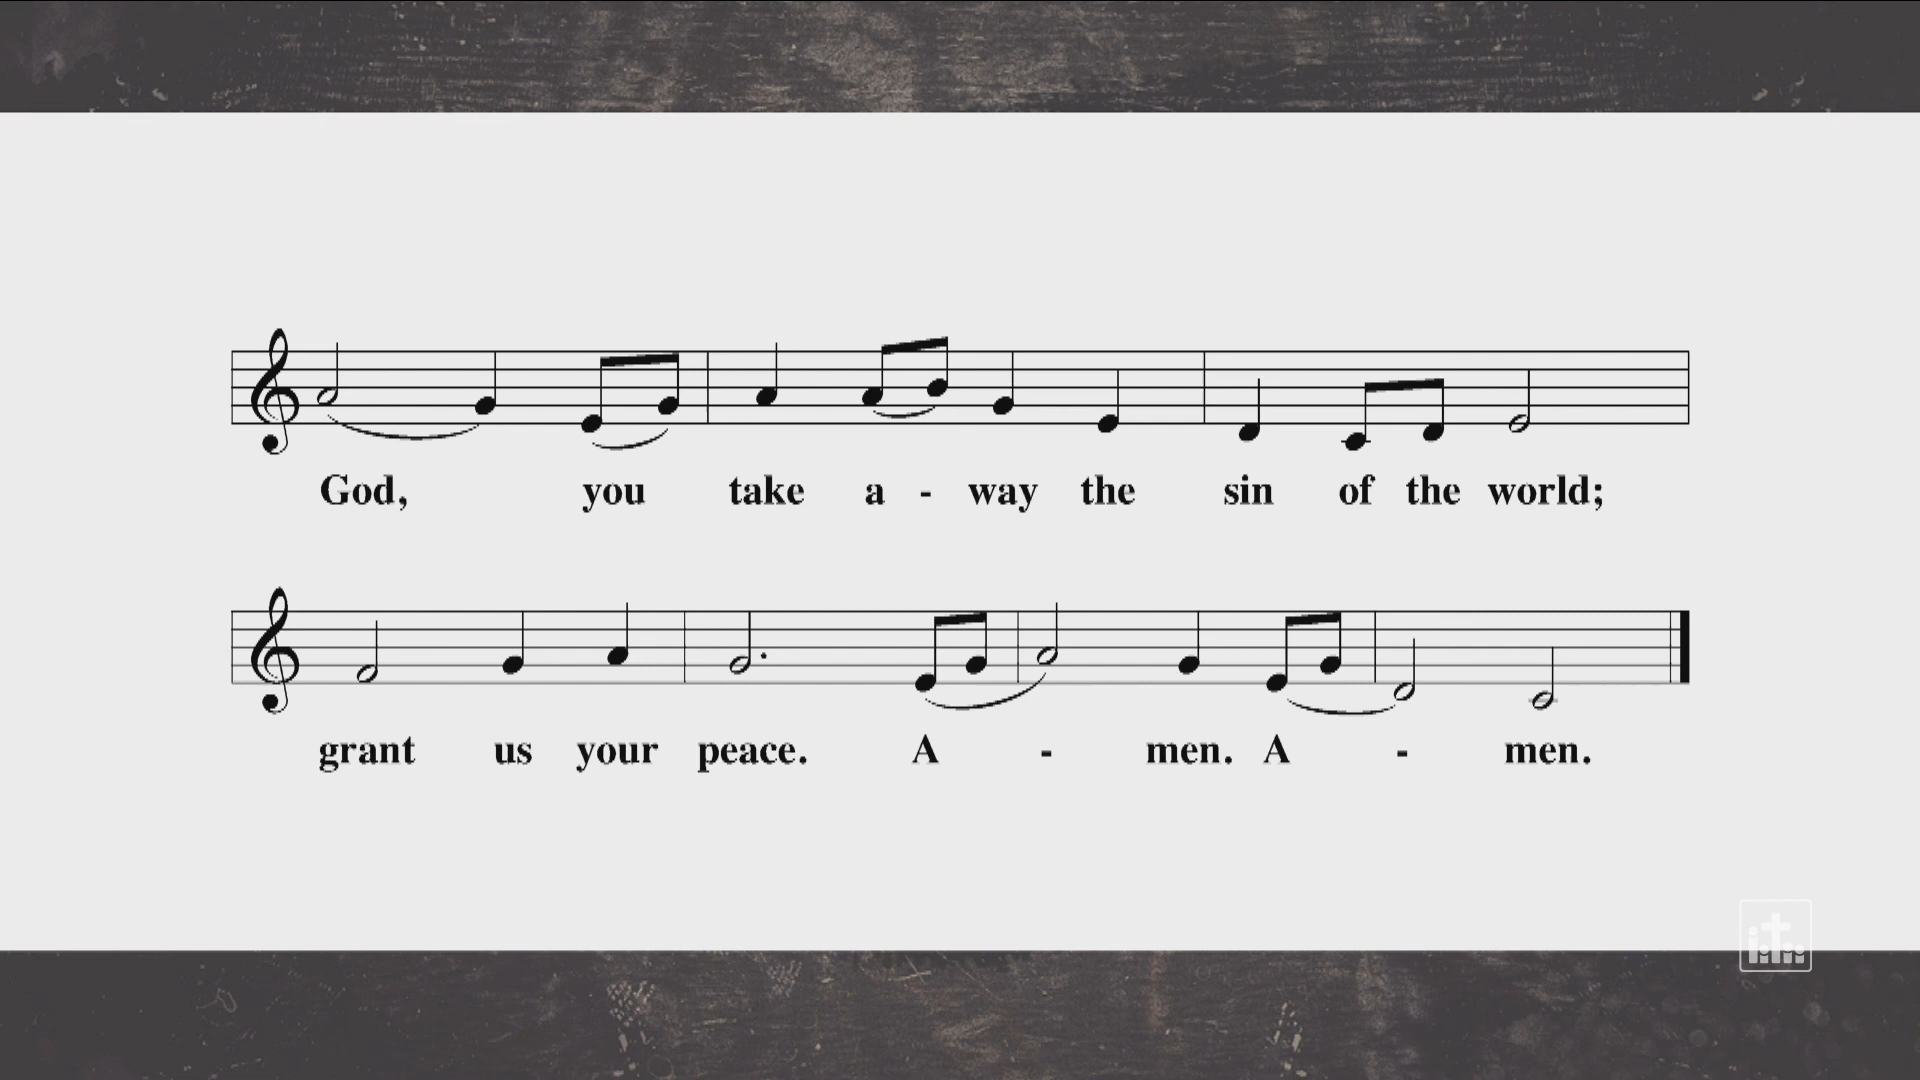 God, you take a - way the sin of the world;
grant us your peace. A - men. A - men.